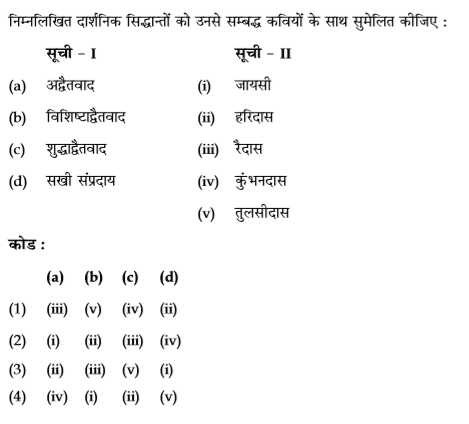 निम्नलिखित दार्शनिक सिद्धान्तों को उनसे सम्बद्ध कवियों के साथ सुमेलित कीजिए :
सूची – I सूची – II
(a) अद्वैतवाद (i) जायसी
(b) विशिष्टाद्वैतवाद (ii) हरिदास
(c) शुद्धाद्वैतवाद (iii) रैदास
(d) सखी संप्रदाय (iv) कुंभनदास
(v) तुलसीदास
कोड :
(a) (b) (c) (d)
(1) (iii) (v) (iv) (ii)
(2) (i) (ii) (iii) (iv)
(3) (ii) (iii) (v) (i)
(4) (iv) (i) (ii) (v)